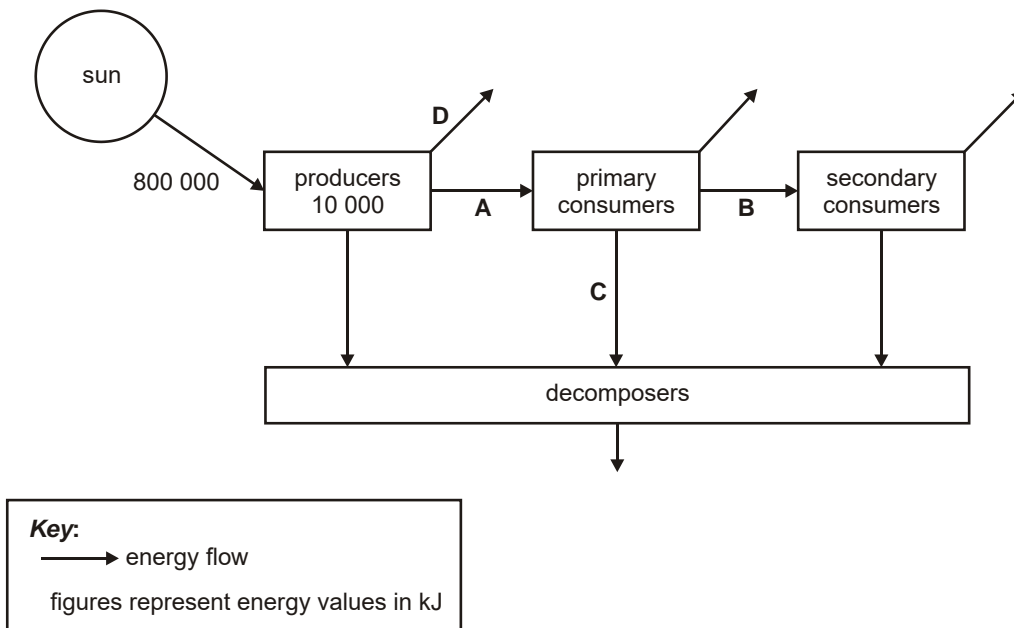 sun
D
800 000
producers
10 000
A
primary
consumers
B
secondary
consumers
C
decomposers
Key:
energy flow
figures represent energy values in kJ